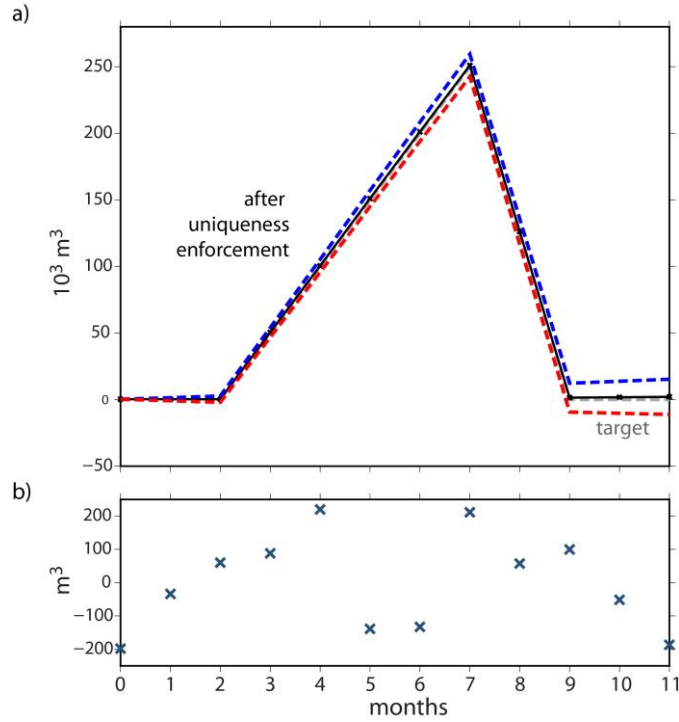 a)
250
200
150
100
50
0
−50
10³ m³
after
uniqueness
enforcement
target
b)
200
100
0
−100
−200
m³
0 1 2 3 4 5 6 7 8 9 10 11
months